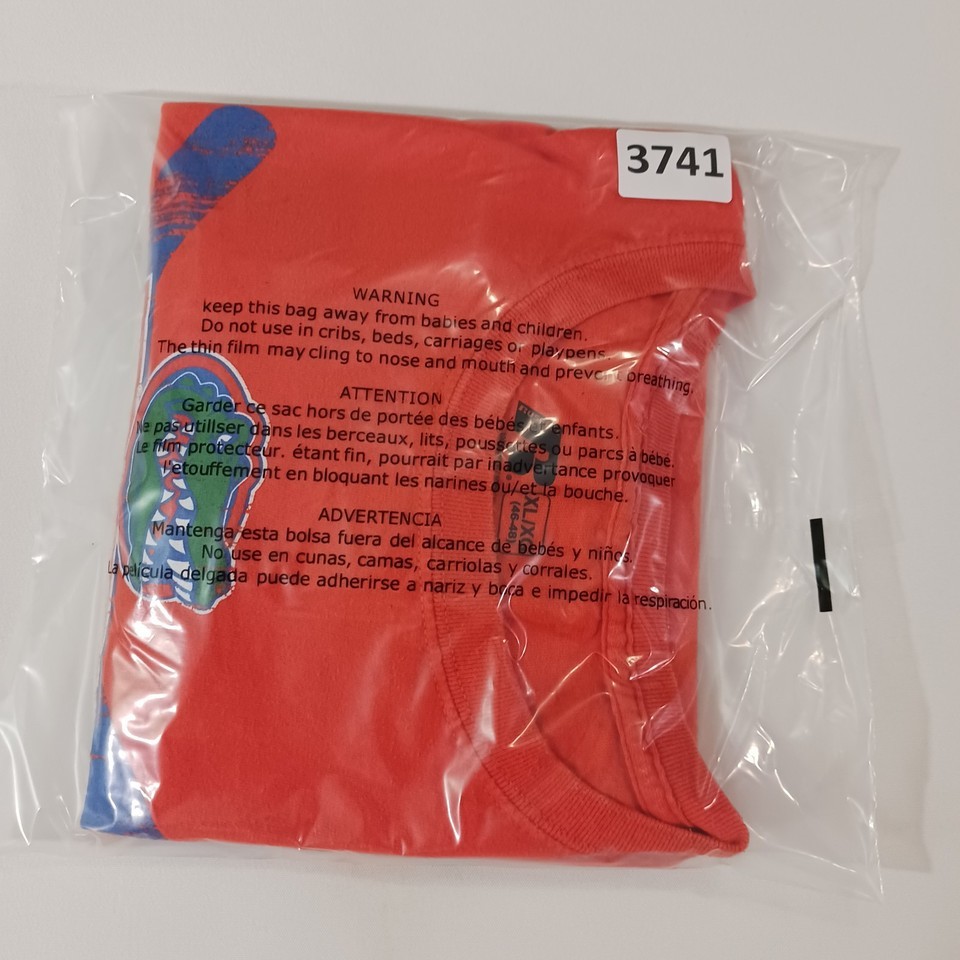 3741
WARNING
keep this bag away from babies and children.
Do not use in cribs, beds, carriages or playpens.
The thin film may cling to nose and mouth and prevent breathing.
ATTENTION
Garder ce sac hors de portée des bébés et enfants.
Ne pas utiliser dans les berceaux, lits, poussettes ou parcs à bébé.
Le film protecteur. étant fin, pourrait par inadvertance provoquer
l'etouffement en bloquant les narines ou/et la bouche.
ADVERTENCIA
Mantenga esta bolsa fuera del alcance de bebés y niños.
No use en cunas, camas, carriolas y corrales.
La película delgada puede adherirse a nariz y boca e impedir la respiración.
XL/XG
(46-48)